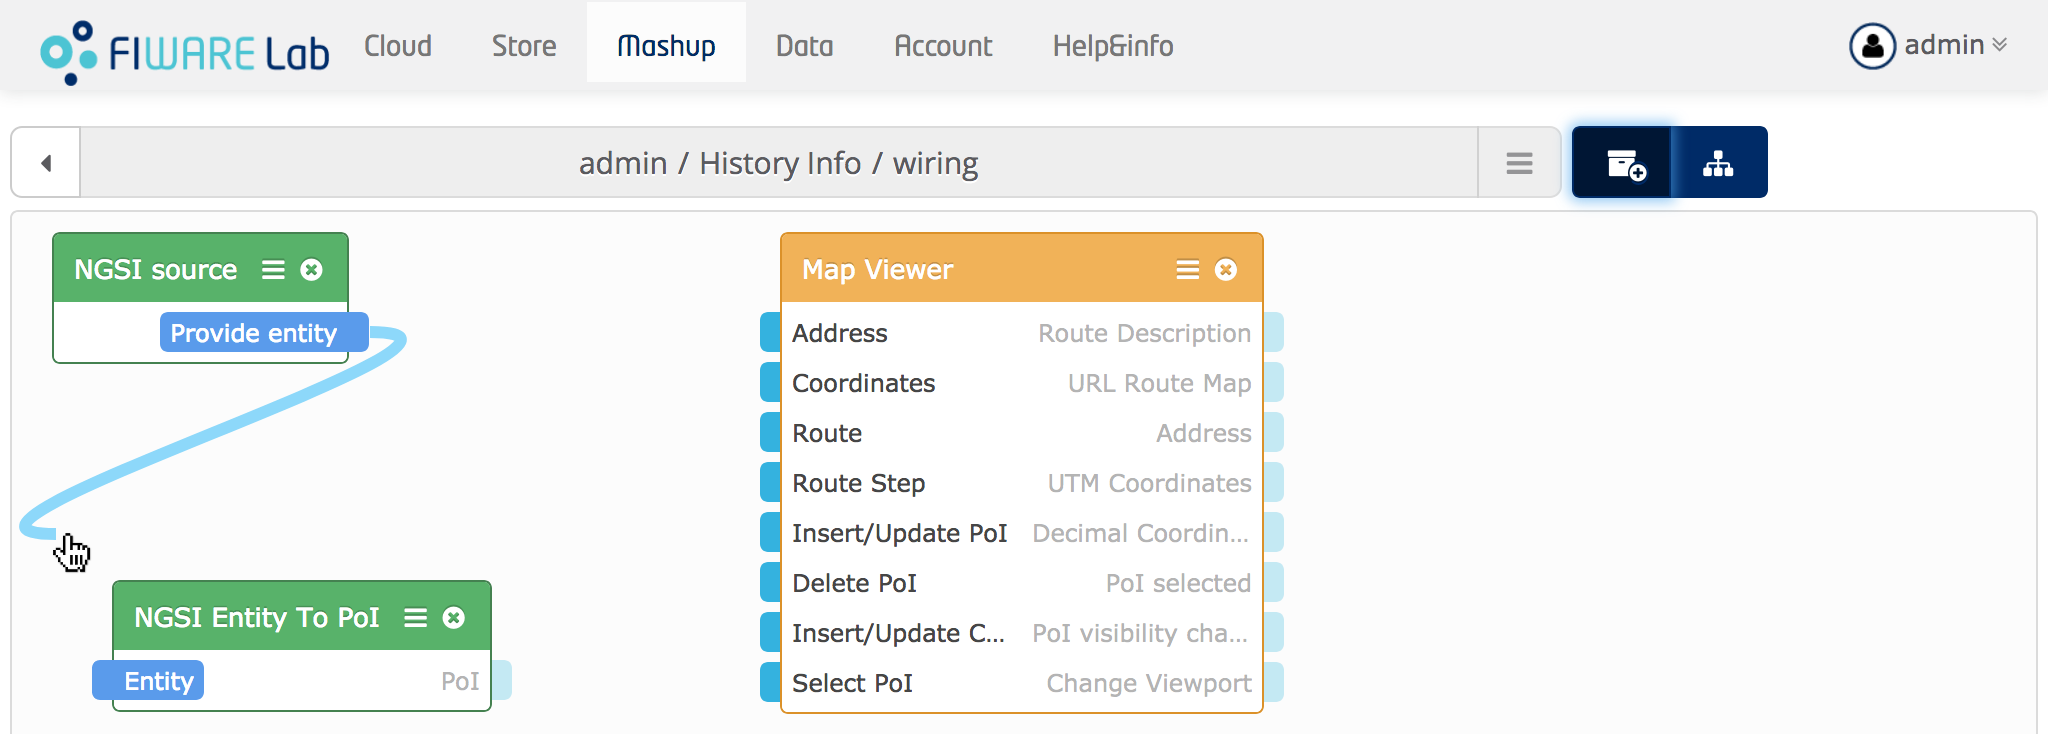 FIWARE Lab Cloud Store Mashup Data Account Help&info admin
admin / History Info / wiring
NGSI source
Provide entity
Map Viewer
Address Route Description
Coordinates URL Route Map
Route Address
Route Step UTM Coordinates
Insert/Update PoI Decimal Coordin...
Delete PoI PoI selected
Insert/Update C... PoI visibility cha...
Select PoI Change Viewport
NGSI Entity To PoI
Entity PoI